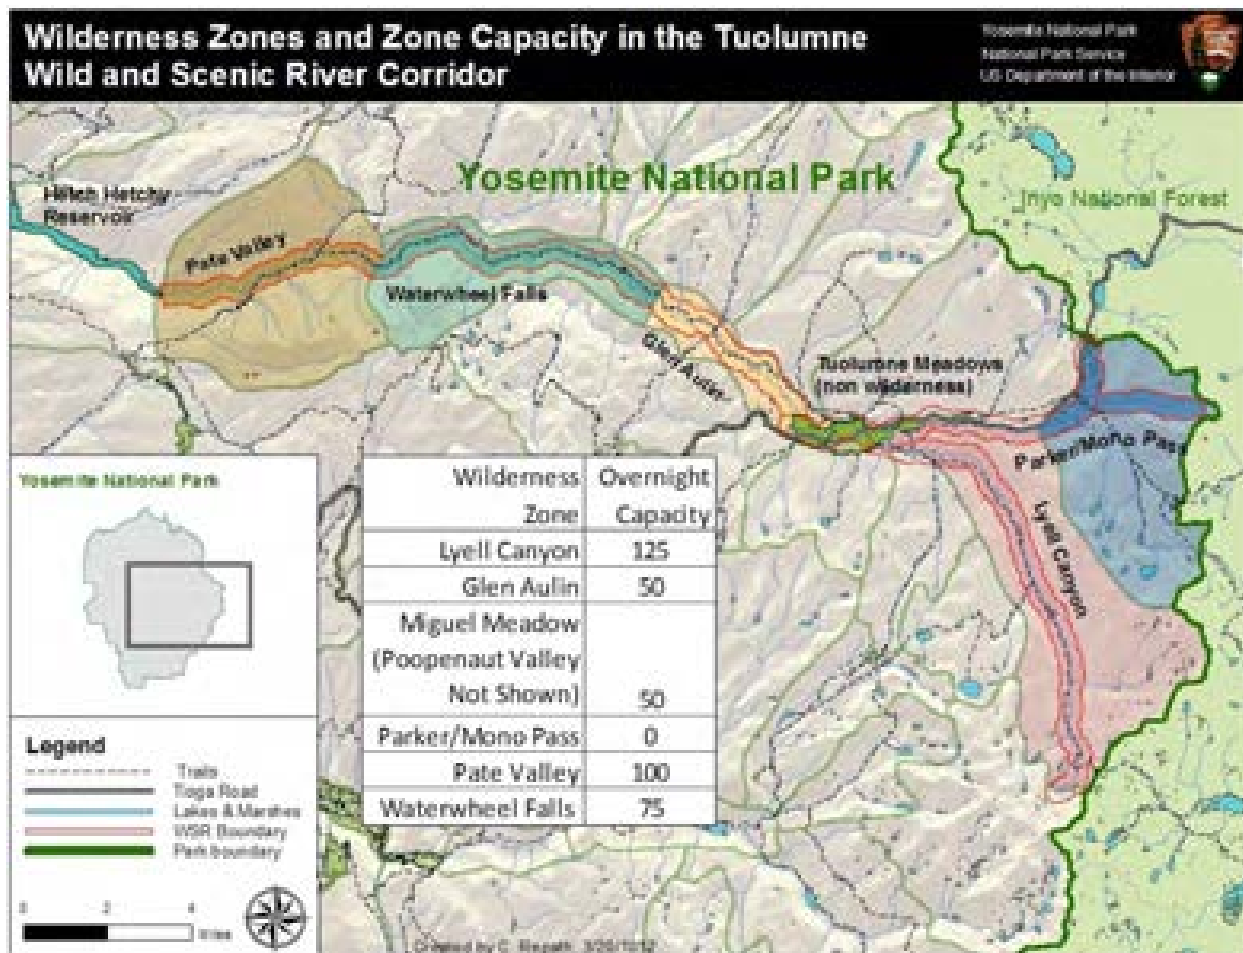 Wilderness Zones and Zone Capacity in the Tuolumne
Wild and Scenic River Corridor
Yosemite National Park
National Park Service
US Department of the Interior
Yosemite National Park
Inyo National Forest
Hetch Hetchy
Reservoir
Pate Valley
Waterwheel Falls
Glen Aulin
Tuolumne Meadows
(non wilderness)
Parker/Mono Pass
Lyell Canyon
Yosemite National Park
Wilderness Zone Overnight Capacity
Lyell Canyon 125
Glen Aulin 50
Miguel Meadow
(Poopenaut Valley
Not Shown) 50
Parker/Mono Pass 0
Pate Valley 100
Waterwheel Falls 75
Legend
Trails
Tioga Road
Lakes & Marshes
WSR Boundary
Park boundary
0 2 4
Miles
Created by C.